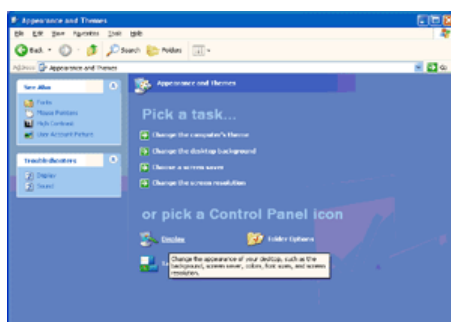 Appearance and Themes
File Edit View Favorites Tools Help
Back Search Folders
Address Appearance and Themes Go
See Also
Fonts
Mouse Pointers
High Contrast
User Account Picture
Troubleshooters
Display
Sound
Appearance and Themes
Pick a task...
Change the computer's theme
Change the desktop background
Choose a screen saver
Change the screen resolution
or pick a Control Panel icon
Display Folder Options
Change the appearance of your desktop, such as the
background, screen saver, colors, font sizes, and screen
resolution.